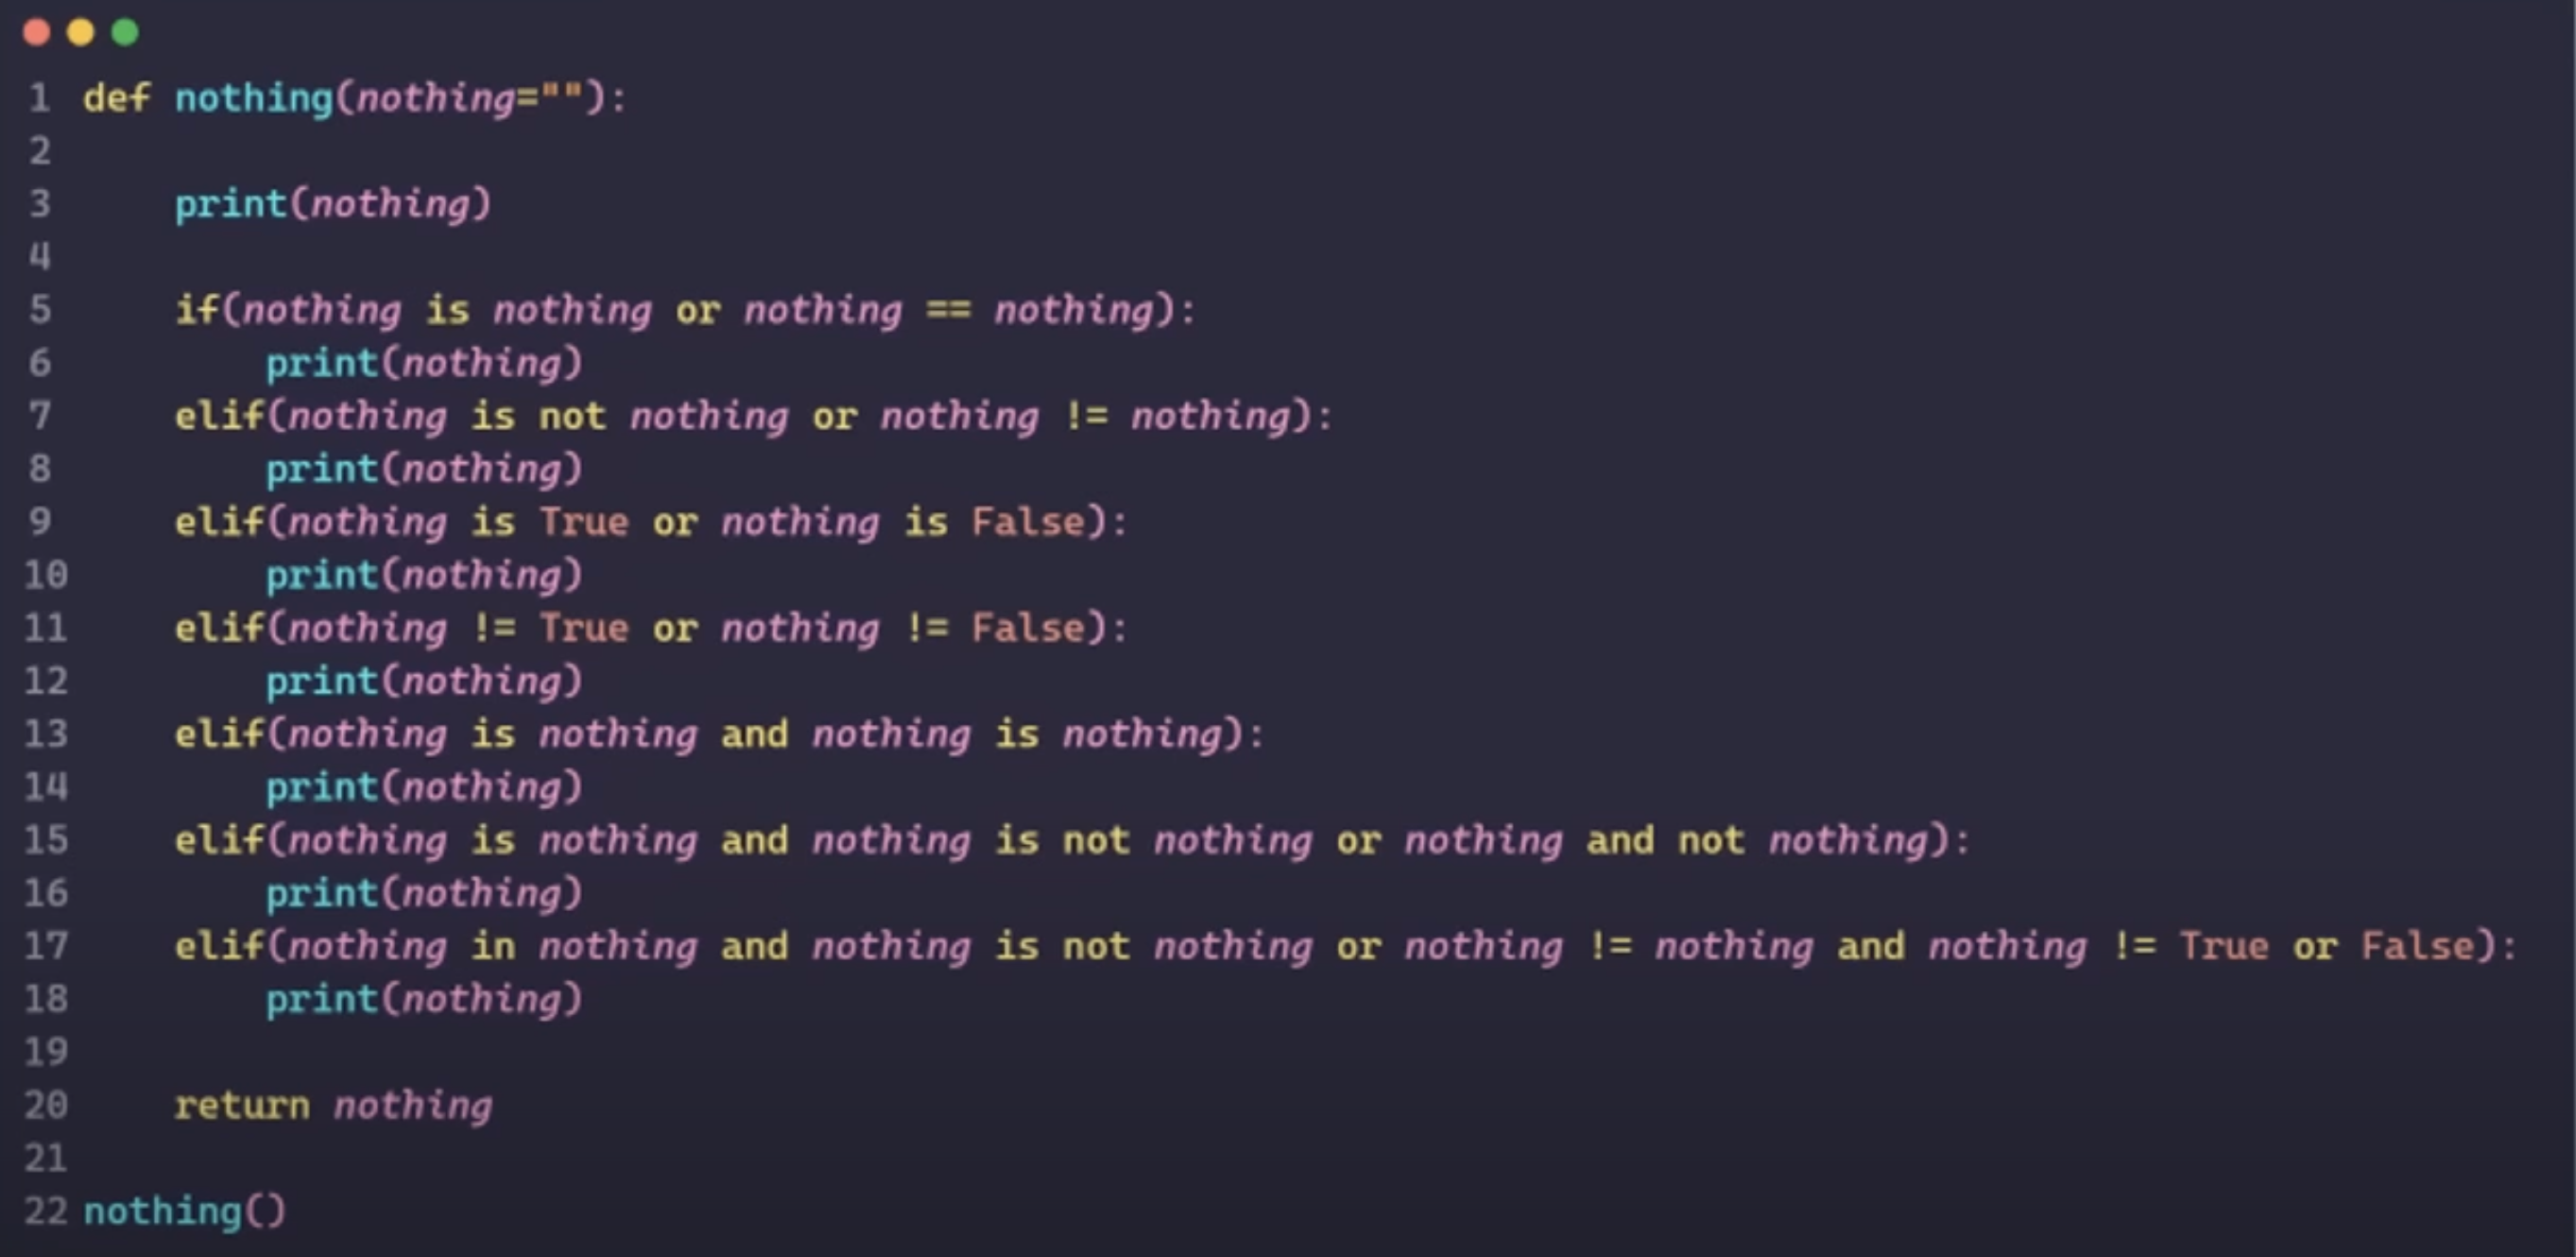 1 def nothing(nothing=""):
2
3     print(nothing)
4
5     if(nothing is nothing or nothing == nothing):
6         print(nothing)
7     elif(nothing is not nothing or nothing != nothing):
8         print(nothing)
9     elif(nothing is True or nothing is False):
10         print(nothing)
11     elif(nothing != True or nothing != False):
12         print(nothing)
13     elif(nothing is nothing and nothing is nothing):
14         print(nothing)
15     elif(nothing is nothing and nothing is not nothing or nothing and not nothing):
16         print(nothing)
17     elif(nothing in nothing and nothing is not nothing or nothing != nothing and nothing != True or False):
18         print(nothing)
19
20     return nothing
21
22 nothing()